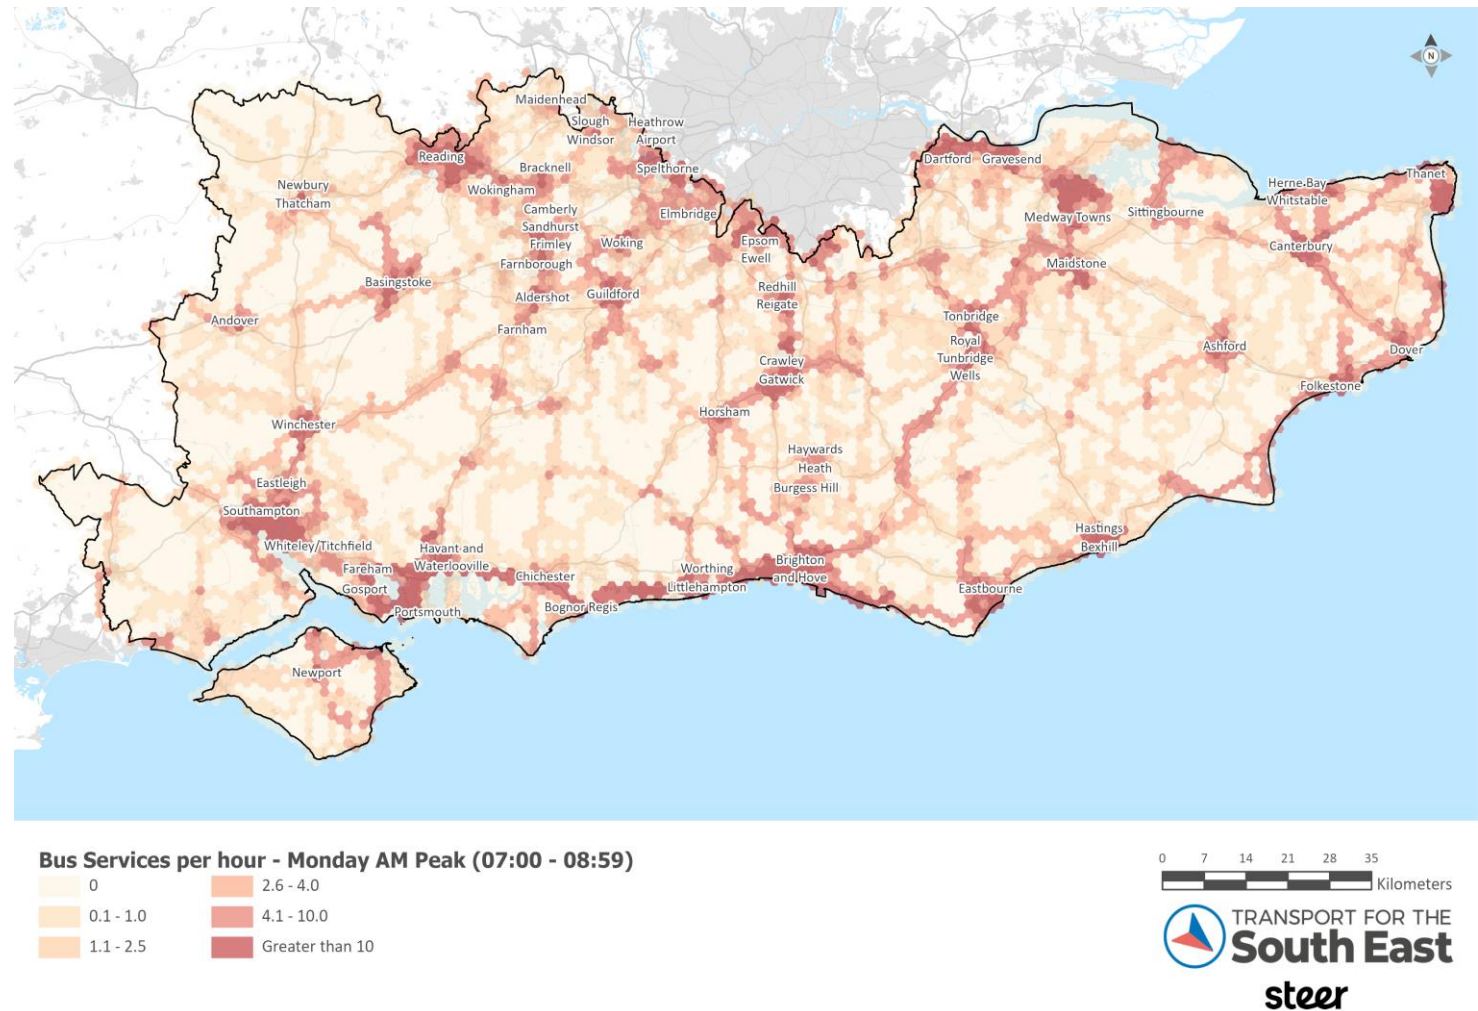 N
Maidenhead
Slough
Heathrow
Windsor
Airport
Reading
Bracknell
Spelthorne
Dartford
Gravesend
Thanet
Newbury
Wokingham
Herne Bay
Thatcham
Camberly
Elmbridge
Medway Towns
Sittingbourne
Whitstable
Sandhurst
Frimley
Woking
Epsom
Ewell
Canterbury
Farnborough
Maidstone
Basingstoke
Redhill
Aldershot
Guildford
Reigate
Andover
Farnham
Tonbridge
Royal
Tunbridge
Wells
Ashford
Dover
Crawley
Gatwick
Folkestone
Winchester
Horsham
Haywards
Heath
Burgess Hill
Eastleigh
Southampton
Hastings
Bexhill
Whiteley/Titchfield
Havant and
Waterlooville
Fareham
Gosport
Chichester
Worthing
Littlehampton
Brighton
and Hove
Eastbourne
Portsmouth
Bognor Regis
Newport
Bus Services per hour - Monday AM Peak (07:00 - 08:59)
0
0.1 - 1.0
1.1 - 2.5
2.6 - 4.0
4.1 - 10.0
Greater than 10
0 7 14 21 28 35
Kilometers
TRANSPORT FOR THE
South East
steer